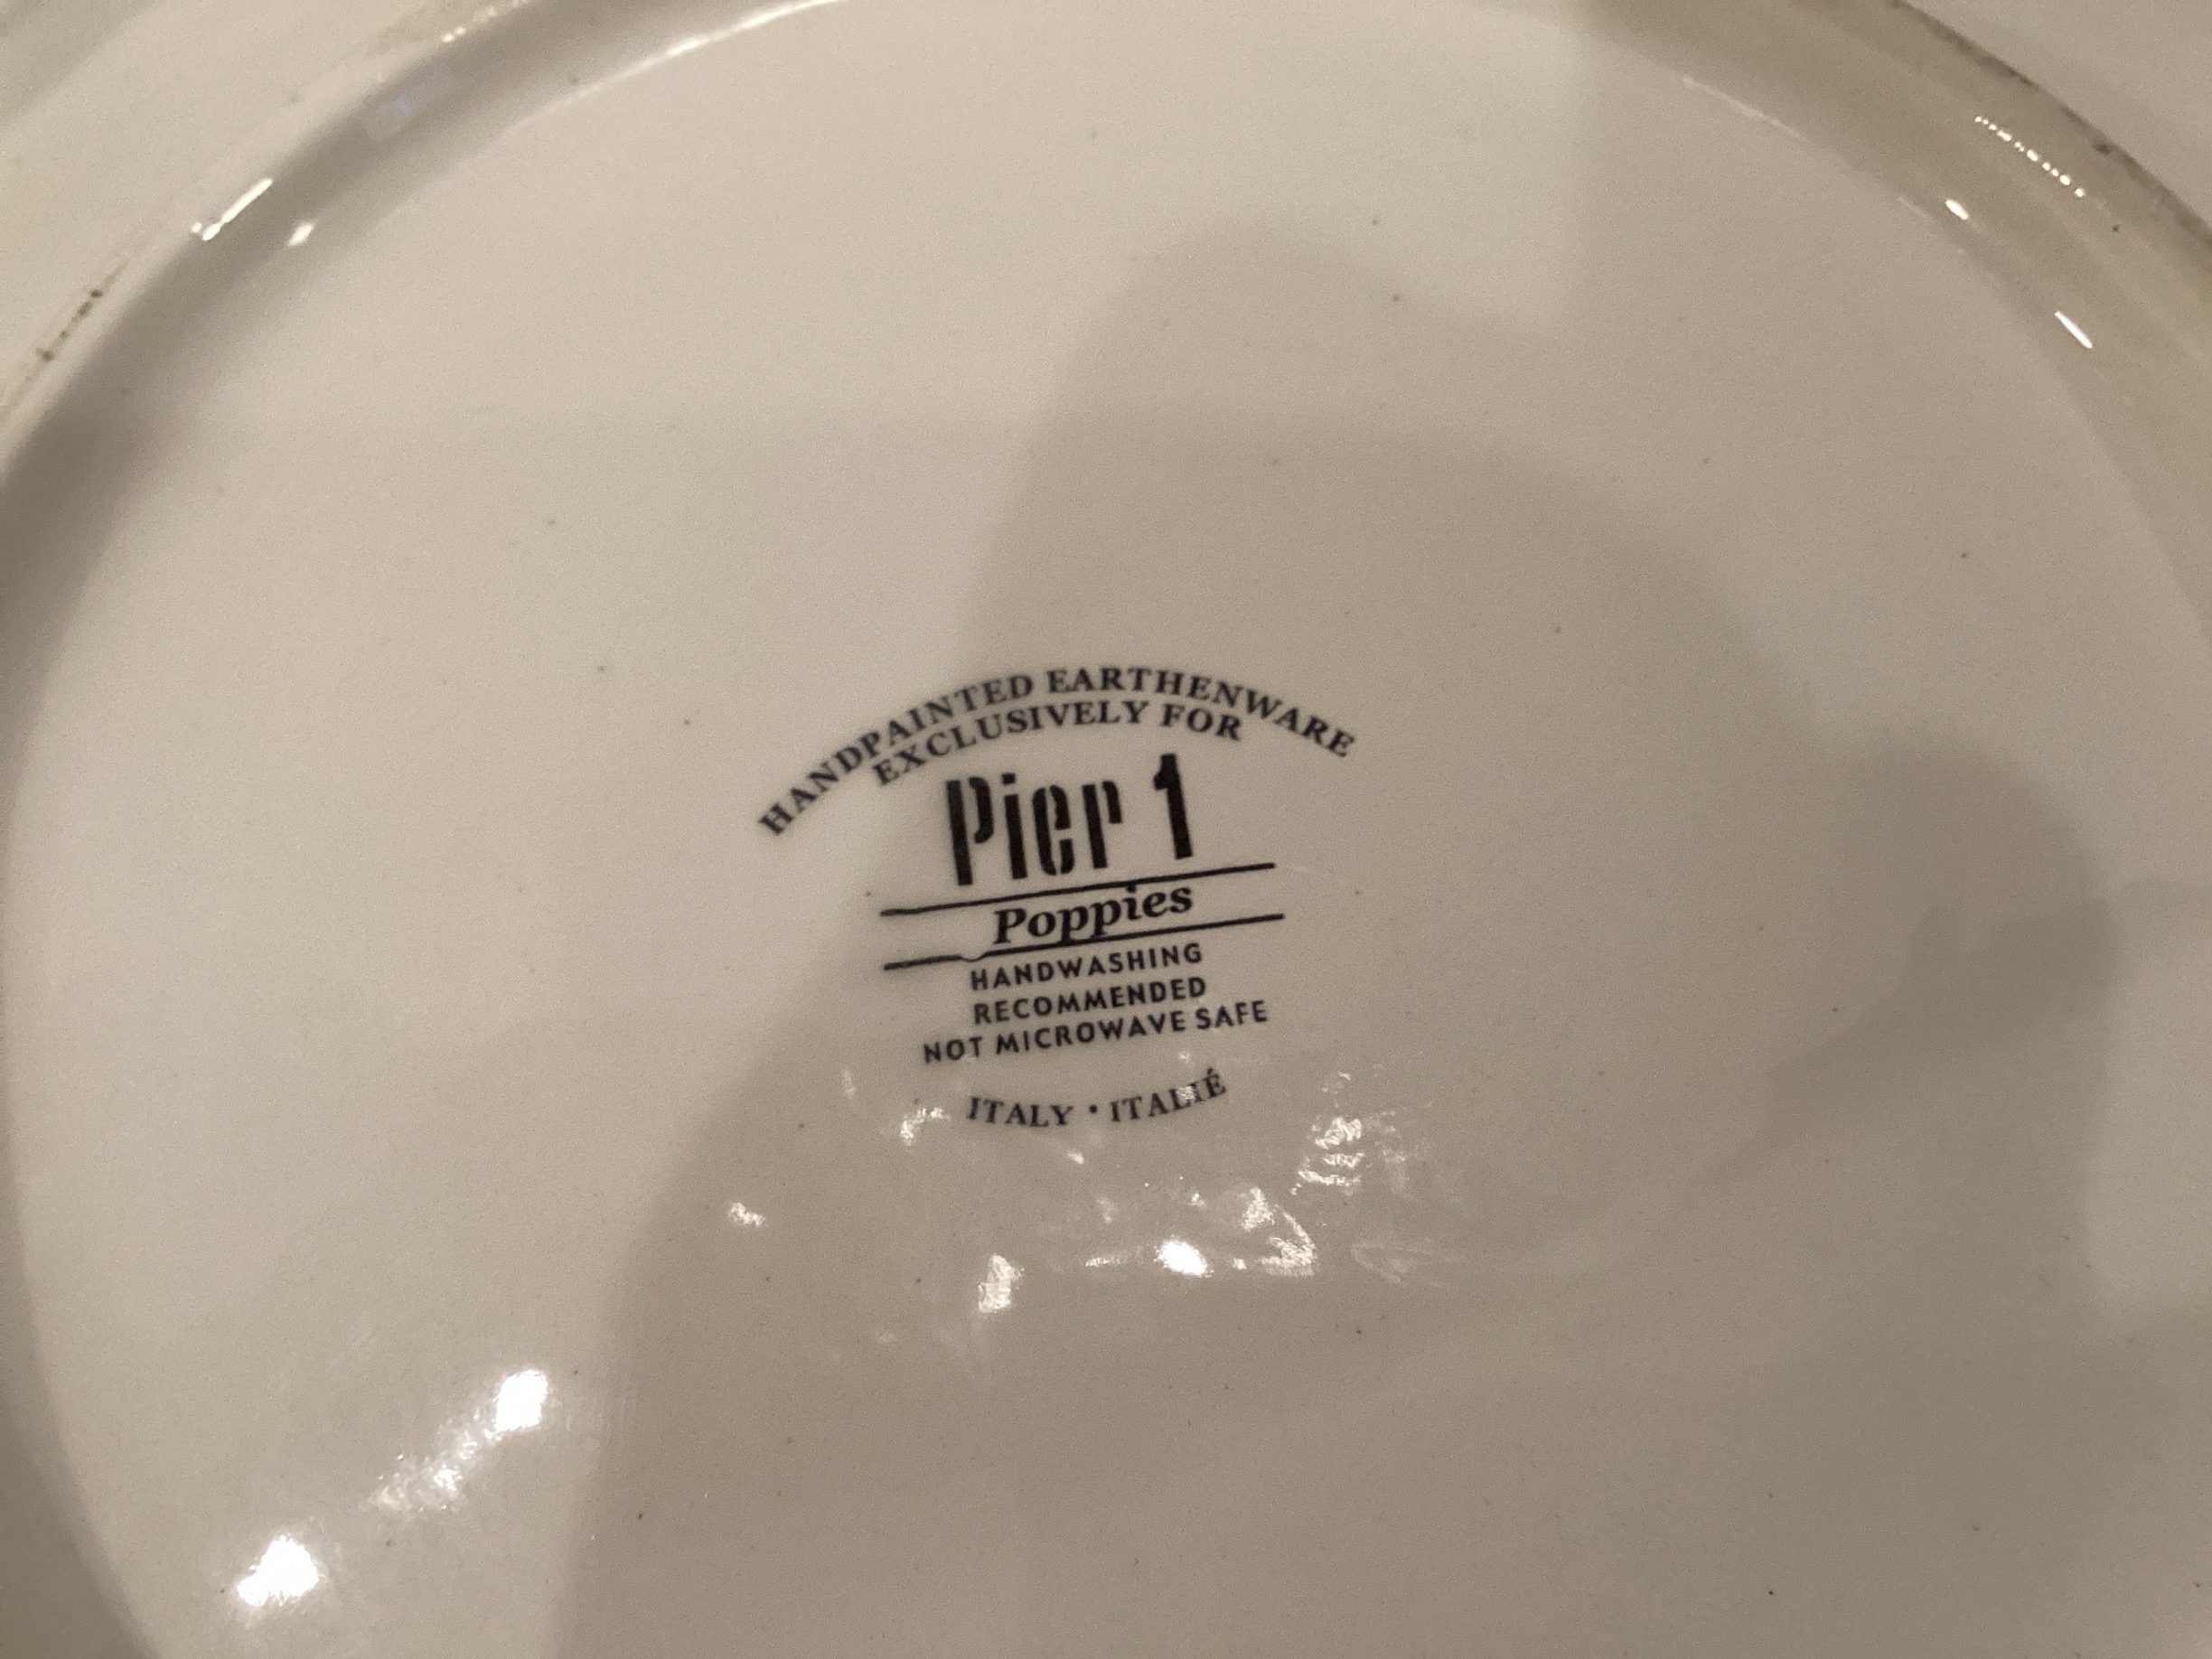 HANDPAINTED EARTHENWARE
EXCLUSIVELY FOR
Pier 1
Poppies
HANDWASHING
RECOMMENDED
NOT MICROWAVE SAFE
ITALY • ITALIÉ